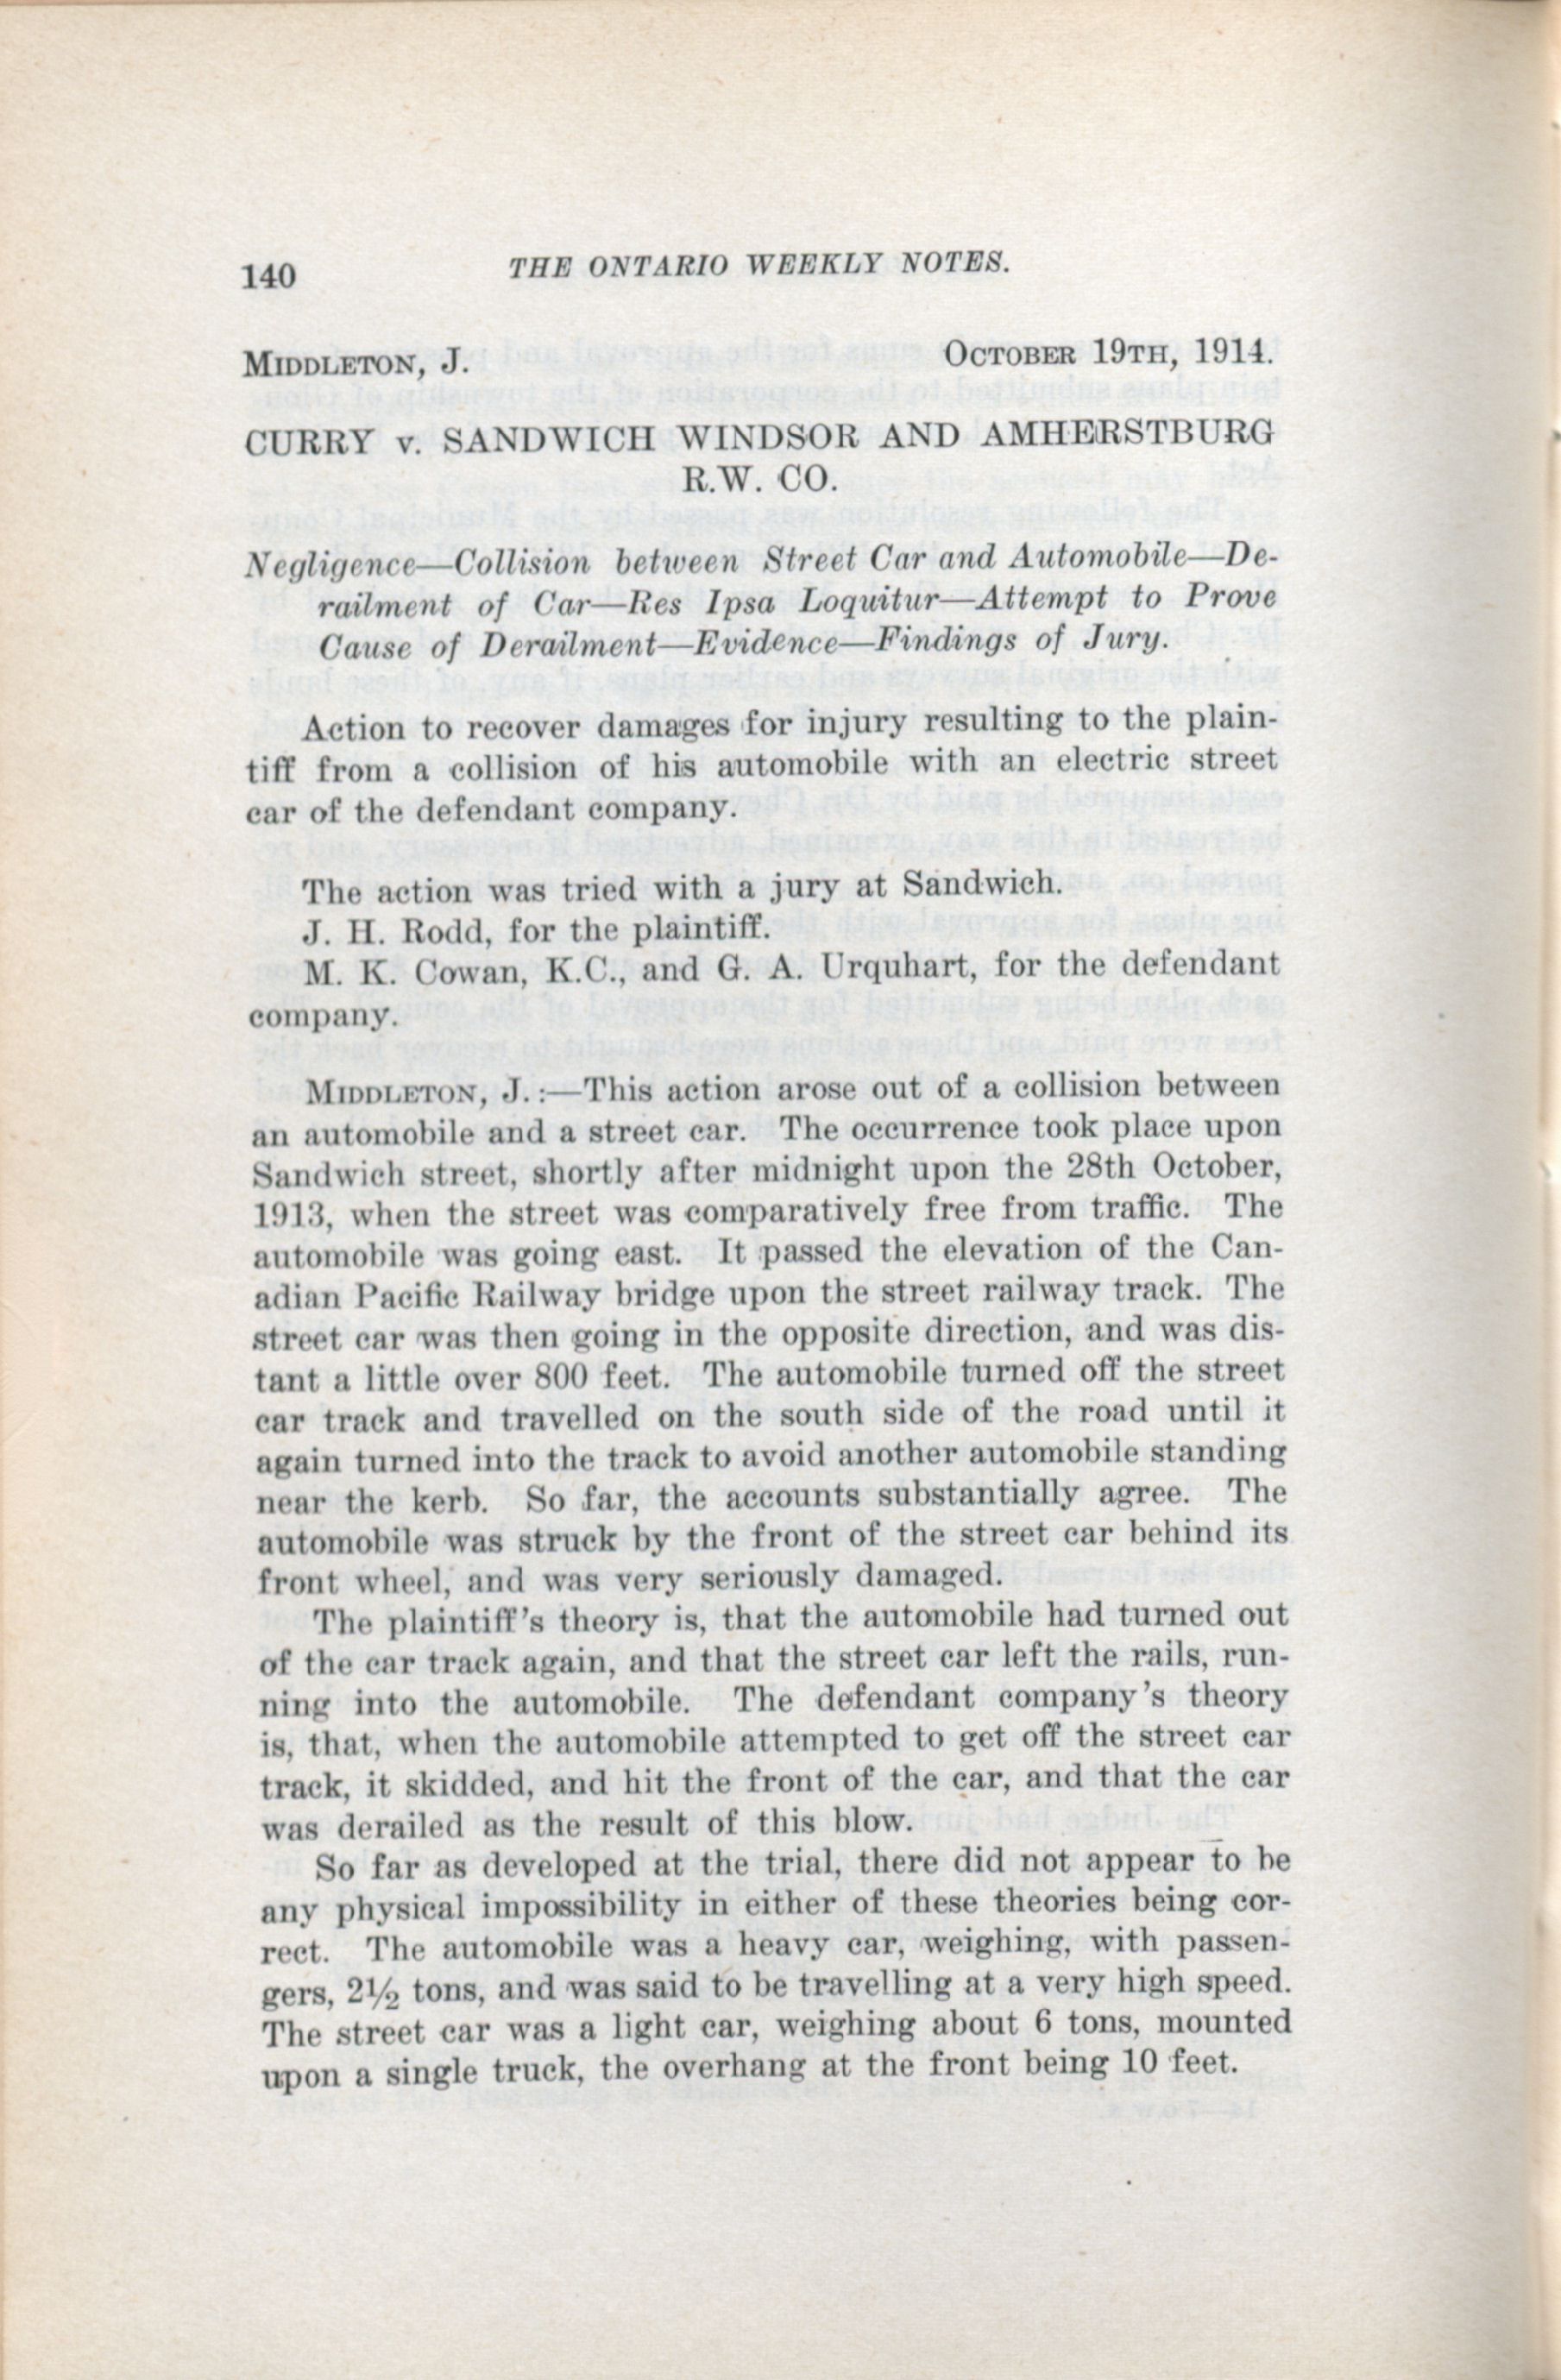 140
THE ONTARIO WEEKLY NOTES.
MIDDLETON, J.
OCTOBER 19TH, 1914.
CURRY v. SANDWICH WINDSOR AND AMHERSTBURG
R.W. CO.
Negligence—Collision between Street Car and Automobile—De-
railment of Car—Res Ipsa Loquitur—Attempt to Prove
Cause of Derailment—Evidence—Findings of Jury.
Action to recover damages for injury resulting to the plain-
tiff from a collision of his automobile with an electric street
car of the defendant company.
The action was tried with a jury at Sandwich.
J. H. Rodd, for the plaintiff.
M. K. Cowan, K.C., and G. A. Urquhart, for the defendant
company.
MIDDLETON, J.:—This action arose out of a collision between
an automobile and a street car. The occurrence took place upon
Sandwich street, shortly after midnight upon the 28th October,
1913, when the street was comparatively free from traffic. The
automobile was going east. It passed the elevation of the Can-
adian Pacific Railway bridge upon the street railway track. The
street car was then going in the opposite direction, and was dis-
tant a little over 800 feet. The automobile turned off the street
car track and travelled on the south side of the road until it
again turned into the track to avoid another automobile standing
near the kerb. So far, the accounts substantially agree. The
automobile was struck by the front of the street car behind its
front wheel, and was very seriously damaged.
The plaintiff's theory is, that the automobile had turned out
of the car track again, and that the street car left the rails, run-
ning into the automobile. The defendant company's theory
is, that, when the automobile attempted to get off the street car
track, it skidded, and hit the front of the car, and that the car
was derailed as the result of this blow.
So far as developed at the trial, there did not appear to be
any physical impossibility in either of these theories being cor-
rect. The automobile was a heavy car, weighing, with passen-
gers, 2½ tons, and was said to be travelling at a very high speed.
The street car was a light car, weighing about 6 tons, mounted
upon a single truck, the overhang at the front being 10 feet.